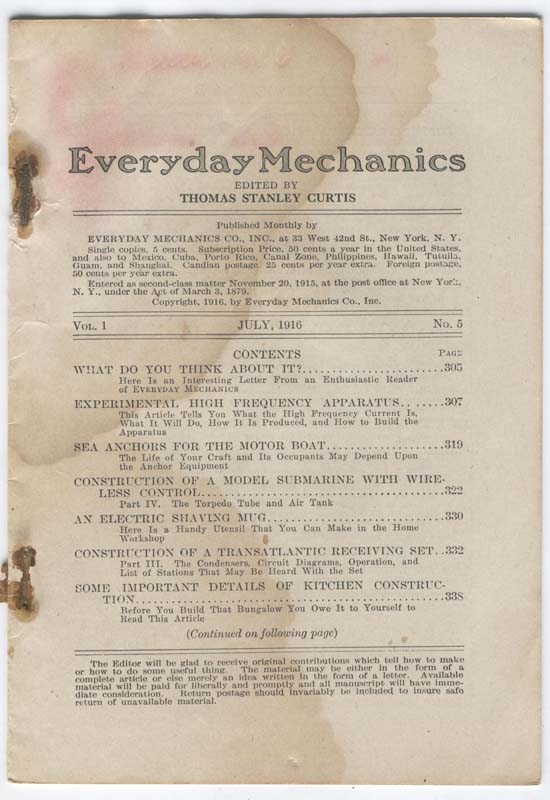 Everyday Mechanics
EDITED BY
THOMAS STANLEY CURTIS
Published Monthly by
EVERYDAY MECHANICS CO., INC., at 33 West 42nd St., New York, N. Y.
Single copies, 5 cents. Subscription Price, 50 cents a year in the United States,
and also to Mexico, Cuba, Porto Rico, Canal Zone, Philippines, Hawaii, Tutuila,
Guam, and Shanghai. Candian postage 25 cents per year extra. Foreign postage,
50 cents per year extra.
Entered as second-class matter November 20, 1915, at the post office at New York,
N. Y., under the Act of March 3, 1879.
Copyright, 1916, by Everyday Mechanics Co., Inc.
VOL. 1 JULY, 1916 No. 5
CONTENTS PAGE
WHAT DO YOU THINK ABOUT IT?........................305
Here Is an Interesting Letter From an Enthusiastic Reader
of EVERYDAY MECHANICS
EXPERIMENTAL HIGH FREQUENCY APPARATUS.. ......307
This Article Tells You What the High Frequency Current Is,
What It Will Do, How It Is Produced, and How to Build the
Apparatus
SEA ANCHORS FOR THE MOTOR BOAT...................319
The Life of Your Craft and Its Occupants May Depend Upon
the Anchor Equipment
CONSTRUCTION OF A MODEL SUBMARINE WITH WIRE-
LESS CONTROL........................................322
Part IV. The Torpedo Tube and Air Tank
AN ELECTRIC SHAVING MUG............................330
Here Is a Handy Utensil That You Can Make in the Home
Workshop
CONSTRUCTION OF A TRANSATLANTIC RECEIVING SET..332
Part III. The Condensers, Circuit Diagrams, Operation, and
List of Stations That May Be Heard With the Set
SOME IMPORTANT DETAILS OF KITCHEN CONSTRUC-
TION..................................................338
Before You Build That Bungalow You Owe It to Yourself to
Read This Article
(Continued on following page)
The Editor will be glad to receive original contributions which tell how to make
or how to do some useful thing. The material may be either in the form of a
complete article or else merely an idea written in the form of a letter. Available
material will be paid for liberally and promptly and all manuscript will have imme-
diate consideration. Return postage should invariably be included to insure safe
return of unavailable material.